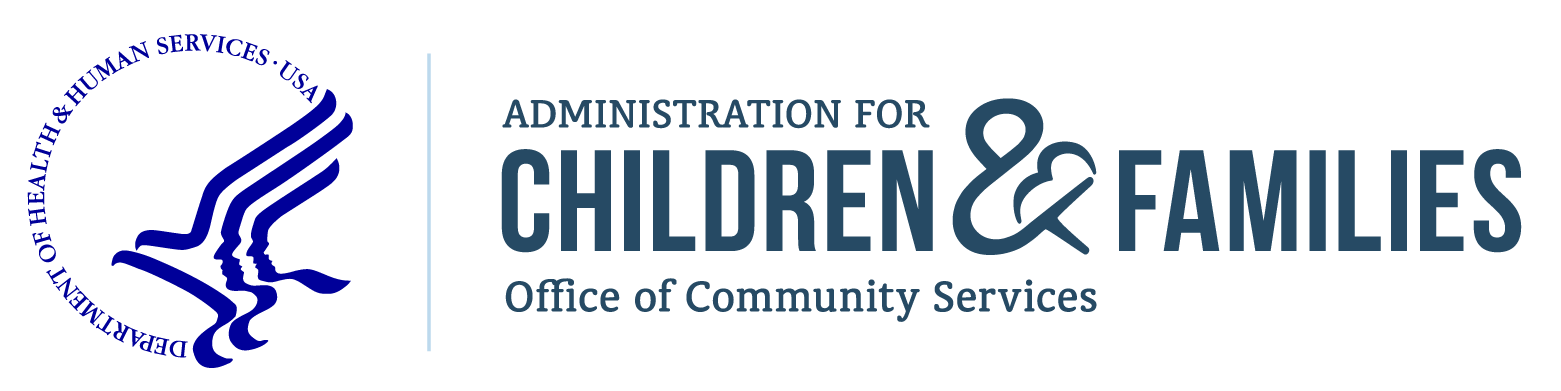 DEPARTMENT OF HEALTH & HUMAN SERVICES · USA
ADMINISTRATION FOR
CHILDREN & FAMILIES
Office of Community Services